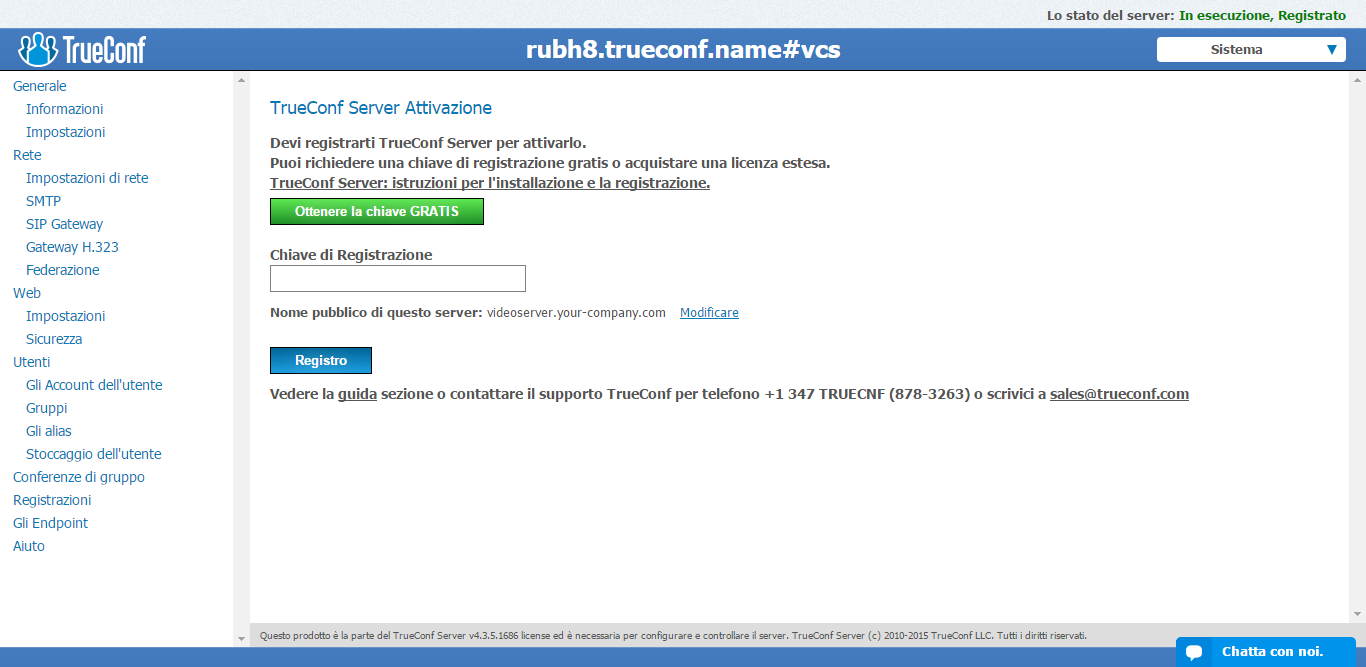 Lo stato del server: In esecuzione, Registrato
TrueConf
rubh8.trueconf.name#vcs
Sistema
Generale
Informazioni
Impostazioni
Rete
Impostazioni di rete
SMTP
SIP Gateway
Gateway H.323
Federazione
Web
Impostazioni
Sicurezza
Utenti
Gli Account dell'utente
Gruppi
Gli alias
Stoccaggio dell'utente
Conferenze di gruppo
Registrazioni
Gli Endpoint
Aiuto
TrueConf Server Attivazione
Devi registrarti TrueConf Server per attivarlo.
Puoi richiedere una chiave di registrazione gratis o acquistare una licenza estesa.
TrueConf Server: istruzioni per l'installazione e la registrazione.
Ottenere la chiave GRATIS
Chiave di Registrazione
Nome pubblico di questo server: videoserver.your-company.com Modificare
Registro
Vedere la guida sezione o contattare il supporto TrueConf per telefono +1 347 TRUECNF (878-3263) o scrivici a sales@trueconf.com
Questo prodotto è la parte del TrueConf Server v4.3.5.1686 license ed è necessaria per configurare e controllare il server. TrueConf Server (c) 2010-2015 TrueConf LLC. Tutti i diritti riservati.
Chatta con noi.